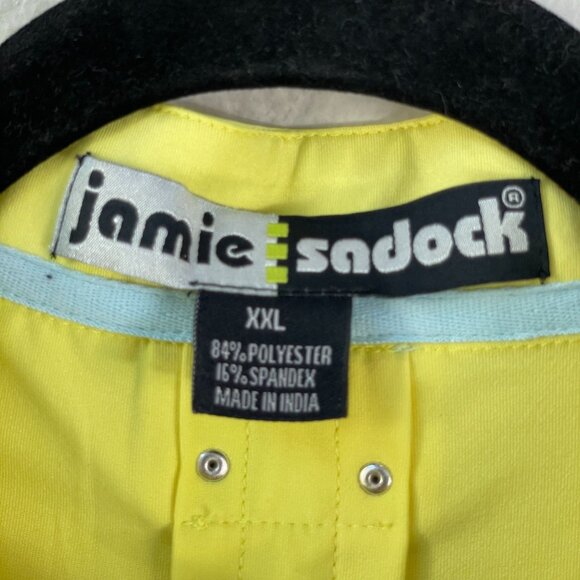 jamie sadock®
XXL
84% POLYESTER
16% SPANDEX
MADE IN INDIA